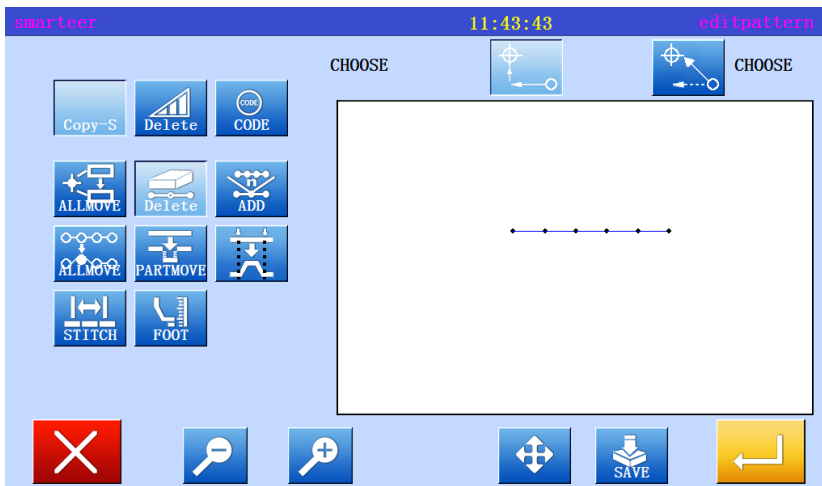 smarteer 11:43:43 editpattern
CHOOSE CHOOSE
Copy-S Delete CODE CODE
ALLMOVE Delete n ADD
ALLMOVE PARTMOVE
STITCH FOOT
SAVE